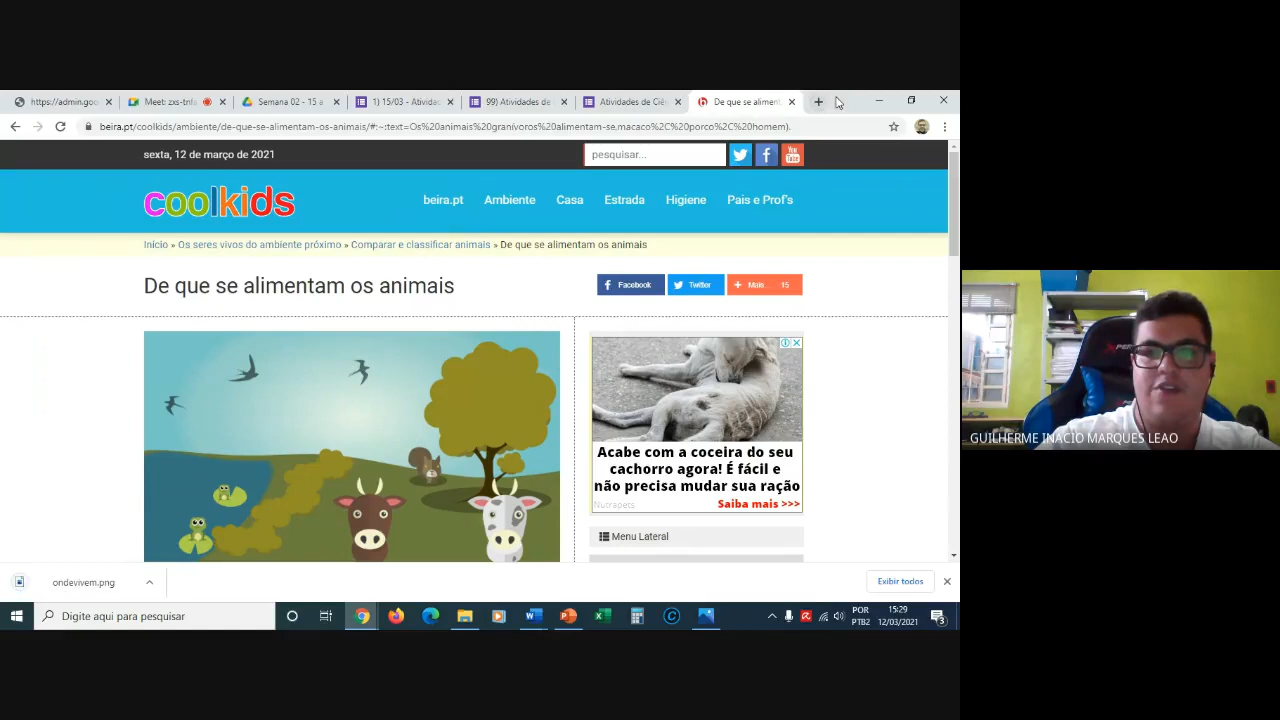 https://admin.goo
Meet: zxs-tnfa
Semana 02 - 15 a
1) 15/03 - Ativida
99) Atividades de
Atividades de Ciê
De que se alimen
beira.pt/coolkids/ambiente/de-que-se-alimentam-os-animais/#:~:text=Os%20animais%20granívoros%20alimentam-se,macaco%2C%20porco%2C%20homem).
sexta, 12 de março de 2021
pesquisar...
You Tube
coolkids
beira.pt Ambiente Casa Estrada Higiene Pais e Prof's
Início » Os seres vivos do ambiente próximo » Comparar e classificar animais » De que se alimentam os animais
De que se alimentam os animais
Facebook
Twitter
Mais... 15
Acabe com a coceira do seu
cachorro agora! É fácil e
não precisa mudar sua ração
Nutrapets
Saiba mais >>>
Menu Lateral
GUILHERME INACIO MARQUES LEAO
ondevivem.png
Exibir todos
Digite aqui para pesquisar
POR
PTB2
15:29
12/03/2021
3